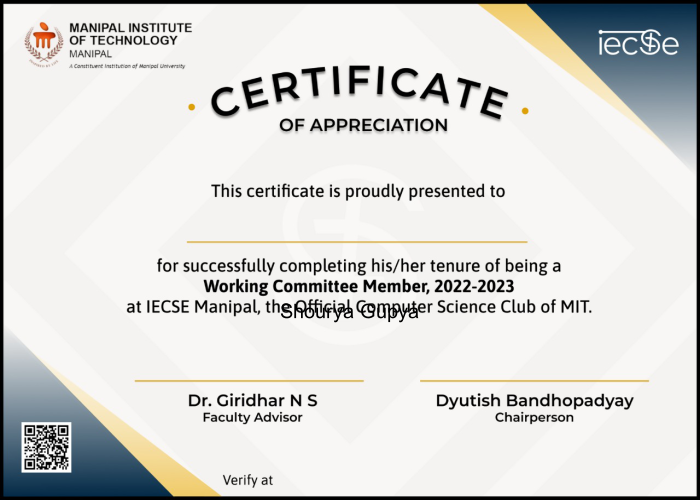 MANIPAL INSTITUTE
OF TECHNOLOGY
MANIPAL
A Constituent Institution of Manipal University
iecse
CERTIFICATE
OF APPRECIATION
This certificate is proudly presented to
for successfully completing his/her tenure of being a
Working Committee Member, 2022-2023
at IECSE Manipal, the Official Computer Science Club of MIT.
Shourya Gupya
Dr. Giridhar N S
Faculty Advisor
Dyutish Bandhopadyay
Chairperson
Verify at